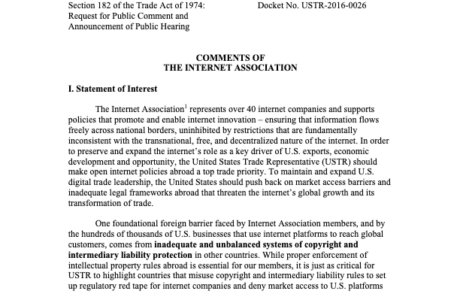 Section 182 of the Trade Act of 1974: Docket No. USTR-2016-0026
Request for Public Comment and
Announcement of Public Hearing
COMMENTS OF
THE INTERNET ASSOCIATION
I. Statement of Interest
The Internet Association¹ represents over 40 internet companies and supports
policies that promote and enable internet innovation – ensuring that information flows
freely across national borders, uninhibited by restrictions that are fundamentally
inconsistent with the transnational, free, and decentralized nature of the internet. In order
to preserve and expand the internet's role as a key driver of U.S. exports, economic
development and opportunity, the United States Trade Representative (USTR) should
make open internet policies abroad a top trade priority. To maintain and expand U.S.
digital trade leadership, the United States should push back on market access barriers and
inadequate legal frameworks abroad that threaten the internet's global growth and its
transformation of trade.
One foundational foreign barrier faced by Internet Association members, and by
the hundreds of thousands of U.S. businesses that use internet platforms to reach global
customers, comes from inadequate and unbalanced systems of copyright and
intermediary liability protection in other countries. While proper enforcement of
intellectual property rules abroad is essential for our members, it is just as critical for
USTR to highlight countries that misuse copyright and intermediary liability rules to set
up regulatory red tape for internet companies and deny market access to U.S. platforms